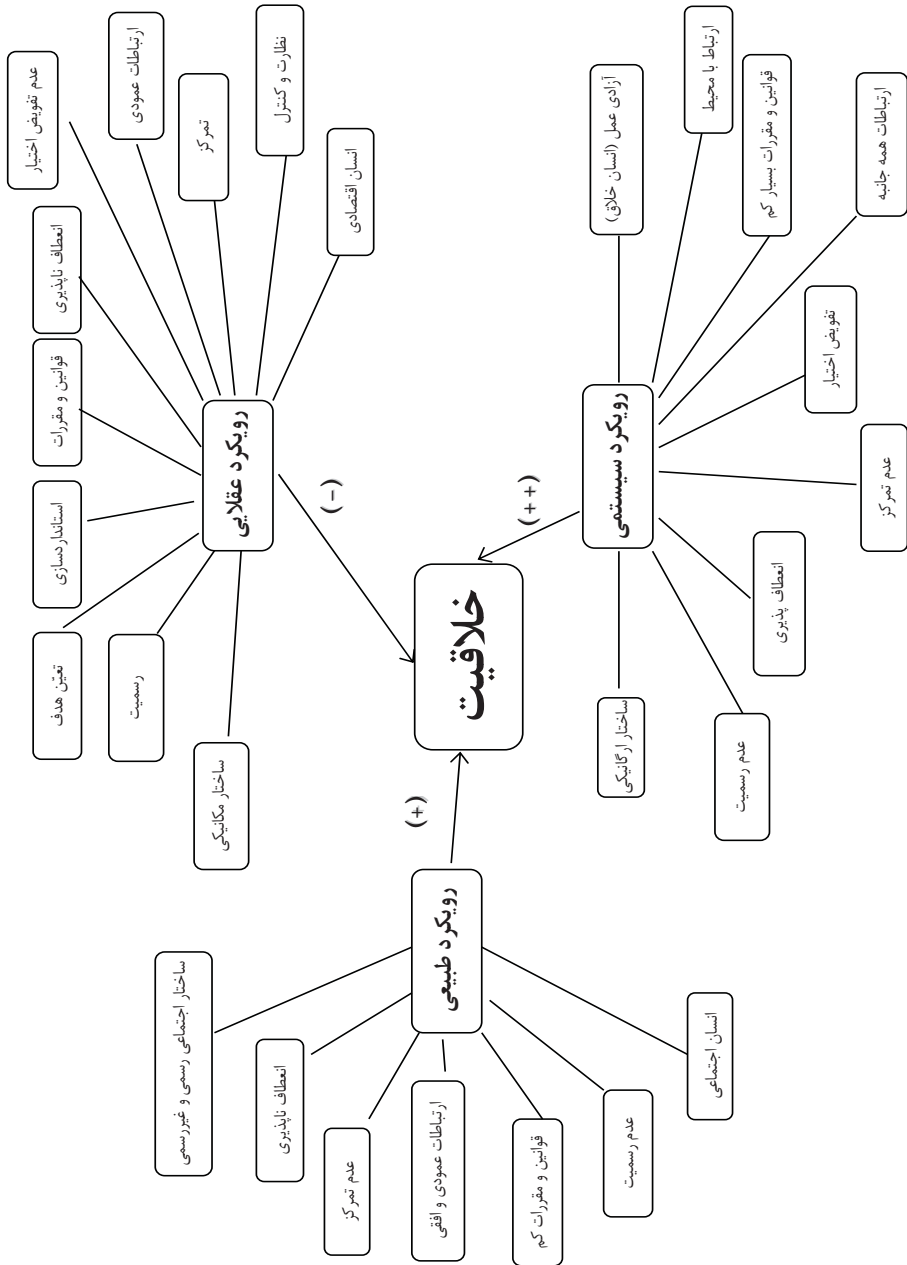 خلاقیت
رویکرد عقلایی
(-)
انسان اقتصادی
نظارت و کنترل
تمرکز
ارتباطات عمودی
عدم تفویض اختیار
انعطاف ناپذیری
قوانین و مقررات
استانداردسازی
تعیّن هدف
رسمیت
ساختار مکانیکی
رویکرد سیستمی
(++)
آزادی عمل (انسان خلاق)
ارتباط با محیط
قوانین و مقررات بسیار کم
ارتباطات همه جانبه
تفویض اختیار
عدم تمرکز
انعطاف پذیری
عدم رسمیت
ساختار ارگانیکی
رویکرد طبیعی
(+)
ساختار اجتماعی رسمی و غیررسمی
انعطاف ناپذیری
عدم تمرکز
ارتباطات عمودی و افقی
قوانین و مقررات کم
عدم رسمیت
انسان اجتماعی